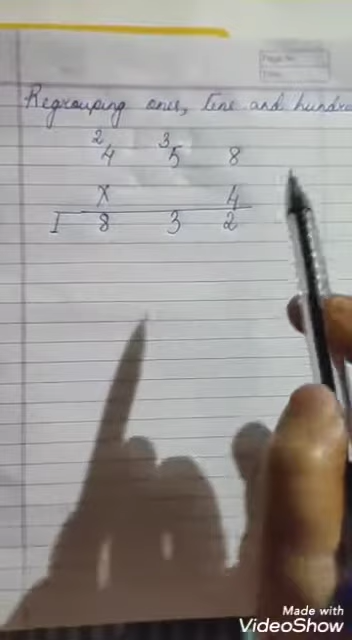 Regrouping ones, tens and hundre
2 3
4 5 8
x 4
1 8 3 2
Made with
VideoShow